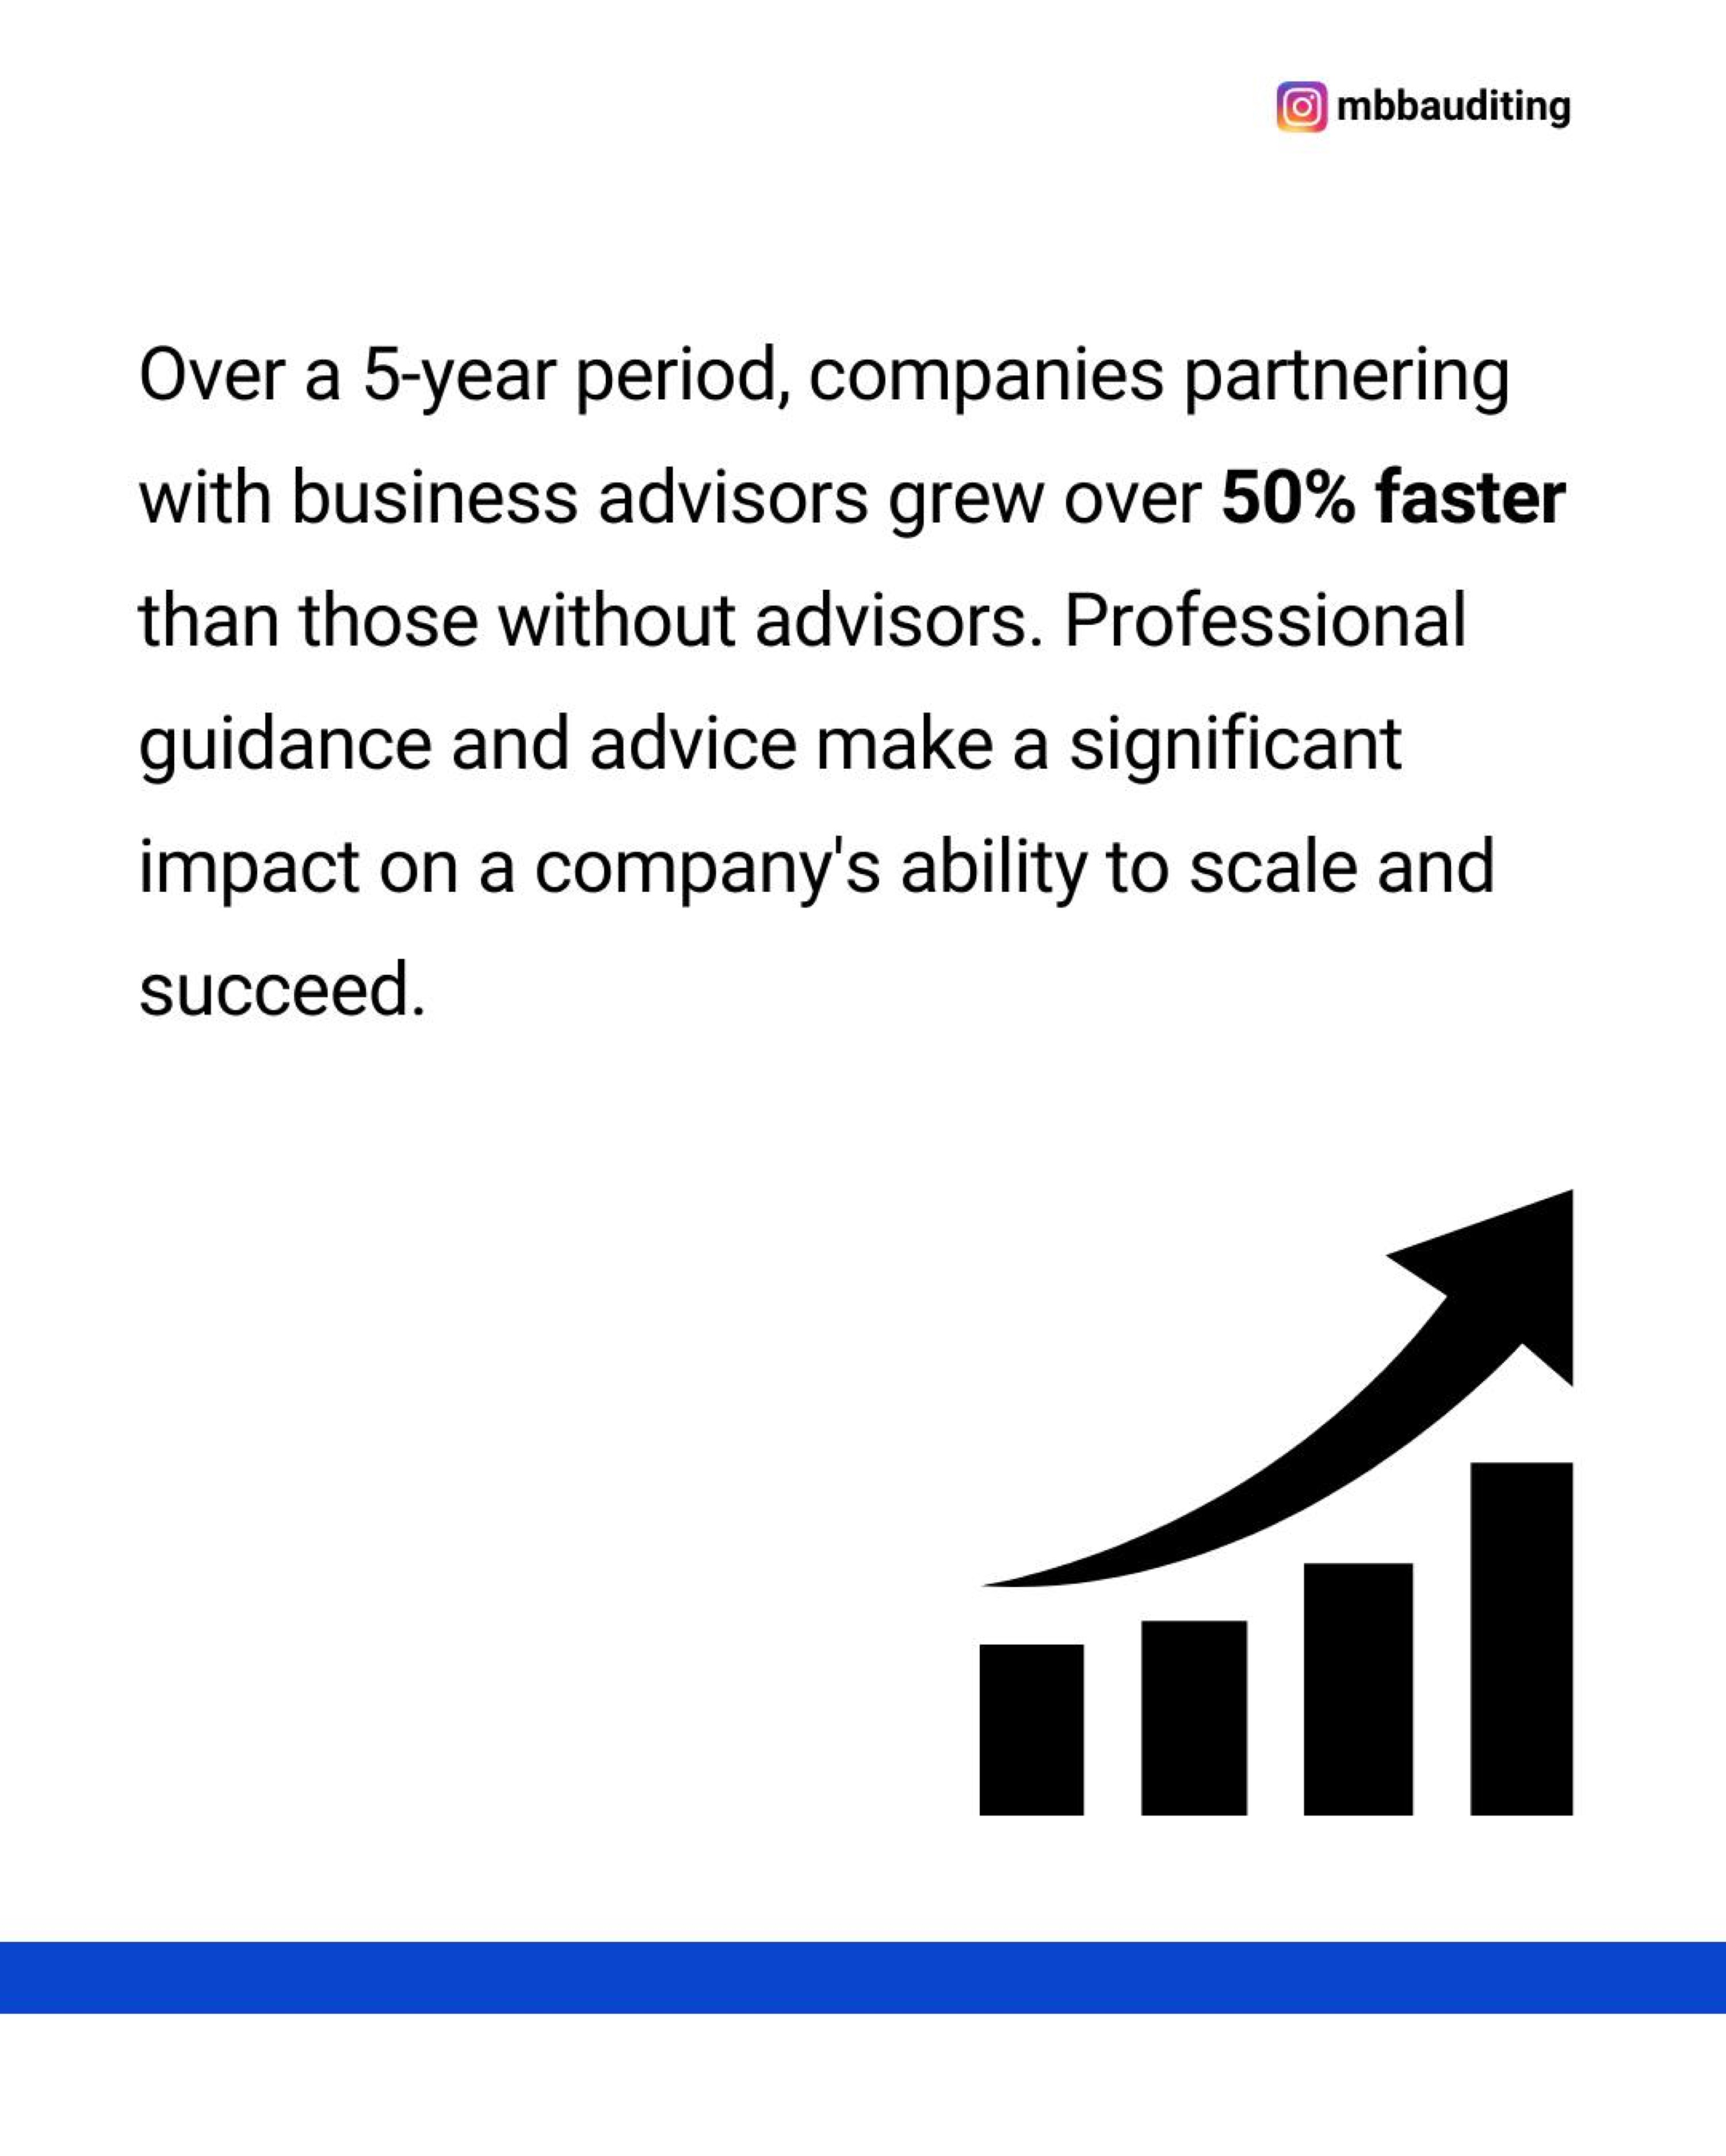 mbbauditing
Over a 5-year period, companies partnering
with business advisors grew over 50% faster
than those without advisors. Professional
guidance and advice make a significant
impact on a company's ability to scale and
succeed.